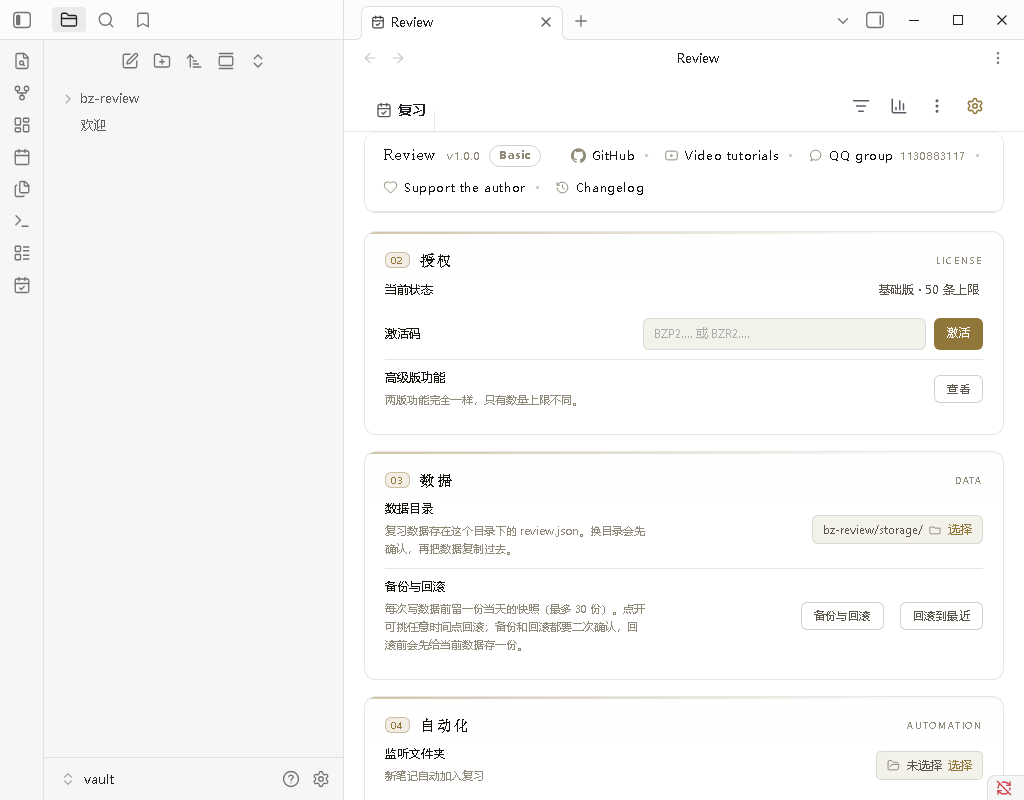 Review
Review
bz-review
欢迎
复习
Review v1.0.0 Basic GitHub • Video tutorials • QQ group 1130883117 •
Support the author • Changelog
02 授权 LICENSE
当前状态 基础版 · 50 条上限
激活码 BZP2.... 或 BZR2.... 激活
高级版功能
两版功能完全一样，只有数量上限不同。 查看
03 数据 DATA
数据目录
复习数据存在这个目录下的 review.json。换目录会先
确认，再把数据复制过去。
bz-review/storage/ 选择
备份与回滚
每次写数据前留一份当天的快照（最多 30 份）。点开
可挑任意时间点回滚；备份和回滚都要二次确认，回
滚前会先给当前数据存一份。
备份与回滚 回滚到最近
04 自动化 AUTOMATION
监听文件夹
新笔记自动加入复习
未选择 选择
vault